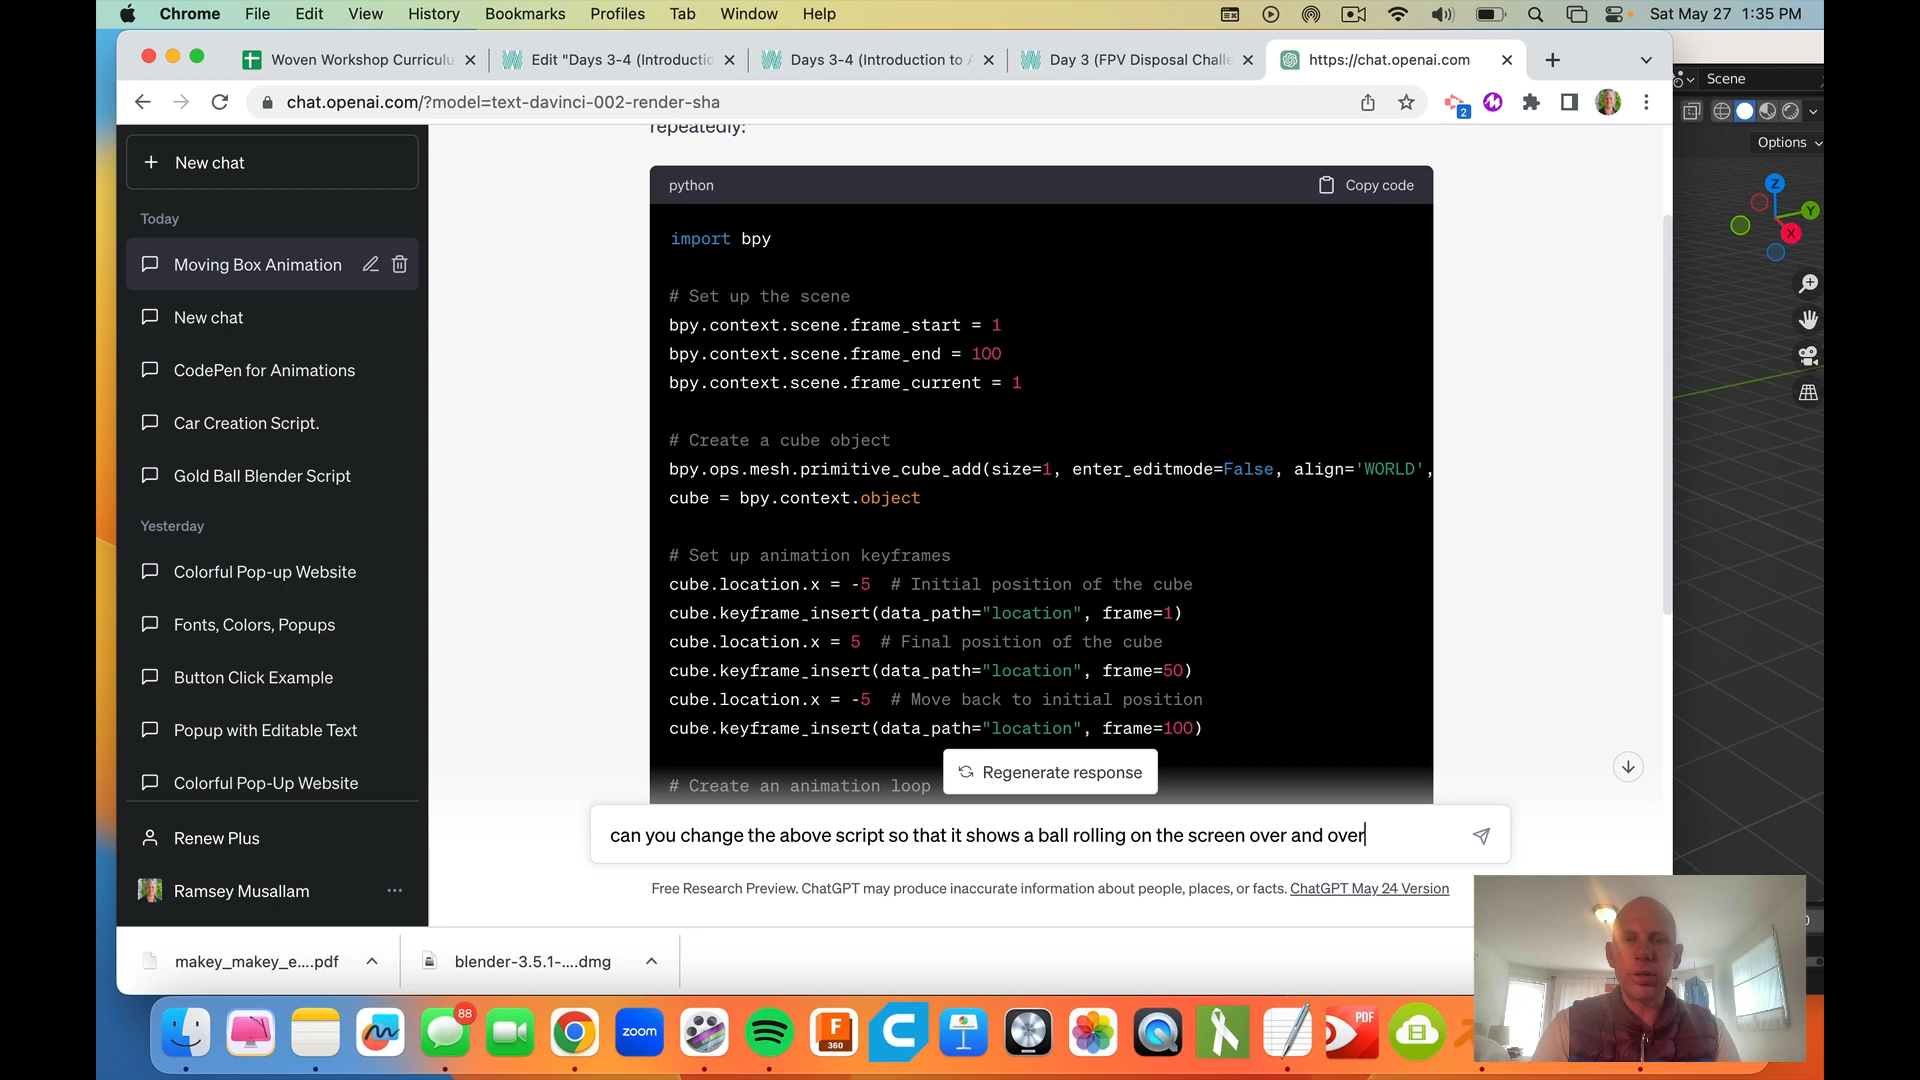 Chrome File Edit View History Bookmarks Profiles Tab Window Help Sat May 27 1:35 PM
Woven Workshop Curriculu
Edit "Days 3-4 (Introductio
Days 3-4 (Introduction to A
Day 3 (FPV Disposal Challe
https://chat.openai.com
Scene
chat.openai.com/?model=text-davinci-002-render-sha
2
Options
Z
Y
X
New chat
Today
Moving Box Animation
New chat
CodePen for Animations
Car Creation Script.
Gold Ball Blender Script
Yesterday
Colorful Pop-up Website
Fonts, Colors, Popups
Button Click Example
Popup with Editable Text
Colorful Pop-Up Website
Renew Plus
Ramsey Musallam
repeatedly:
python Copy code
import bpy
# Set up the scene
bpy.context.scene.frame_start = 1
bpy.context.scene.frame_end = 100
bpy.context.scene.frame_current = 1
# Create a cube object
bpy.ops.mesh.primitive_cube_add(size=1, enter_editmode=False, align='WORLD',
cube = bpy.context.object
# Set up animation keyframes
cube.location.x = -5 # Initial position of the cube
cube.keyframe_insert(data_path="location", frame=1)
cube.location.x = 5 # Final position of the cube
cube.keyframe_insert(data_path="location", frame=50)
cube.location.x = -5 # Move back to initial position
cube.keyframe_insert(data_path="location", frame=100)
# Create an animation loop
Regenerate response
can you change the above script so that it shows a ball rolling on the screen over and over
Free Research Preview. ChatGPT may produce inaccurate information about people, places, or facts. ChatGPT May 24 Version
makey_makey_e....pdf
blender-3.5.1-....dmg
88
zoom
F
360
PDF